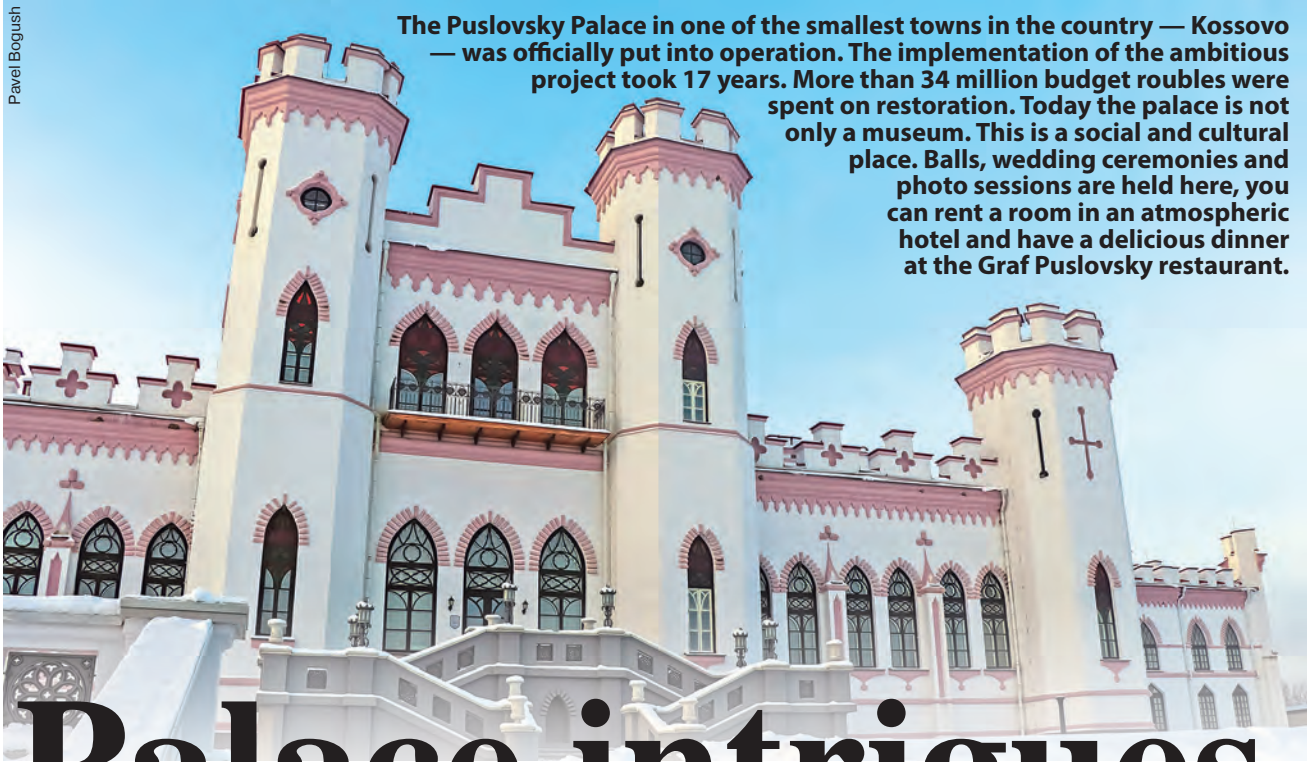 Pavel Bogush
The Puslovsky Palace in one of the smallest towns in the country — Kossovo
— was officially put into operation. The implementation of the ambitious
project took 17 years. More than 34 million budget roubles were
spent on restoration. Today the palace is not
only a museum. This is a social and cultural
place. Balls, wedding ceremonies and
photo sessions are held here, you
can rent a room in an atmospheric
hotel and have a delicious dinner
at the Graf Puslovsky restaurant.
Palace intrigues